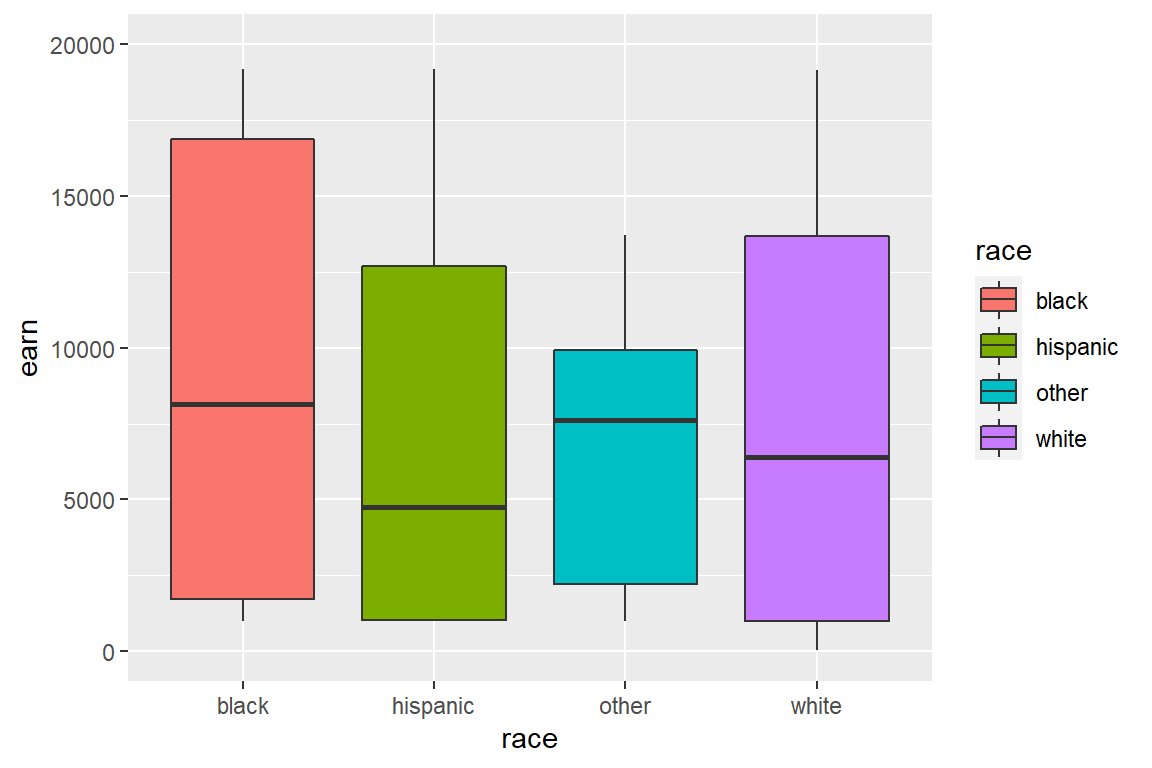 20000
15000
10000
5000
0
earn
black hispanic other white
race
race
black
hispanic
other
white